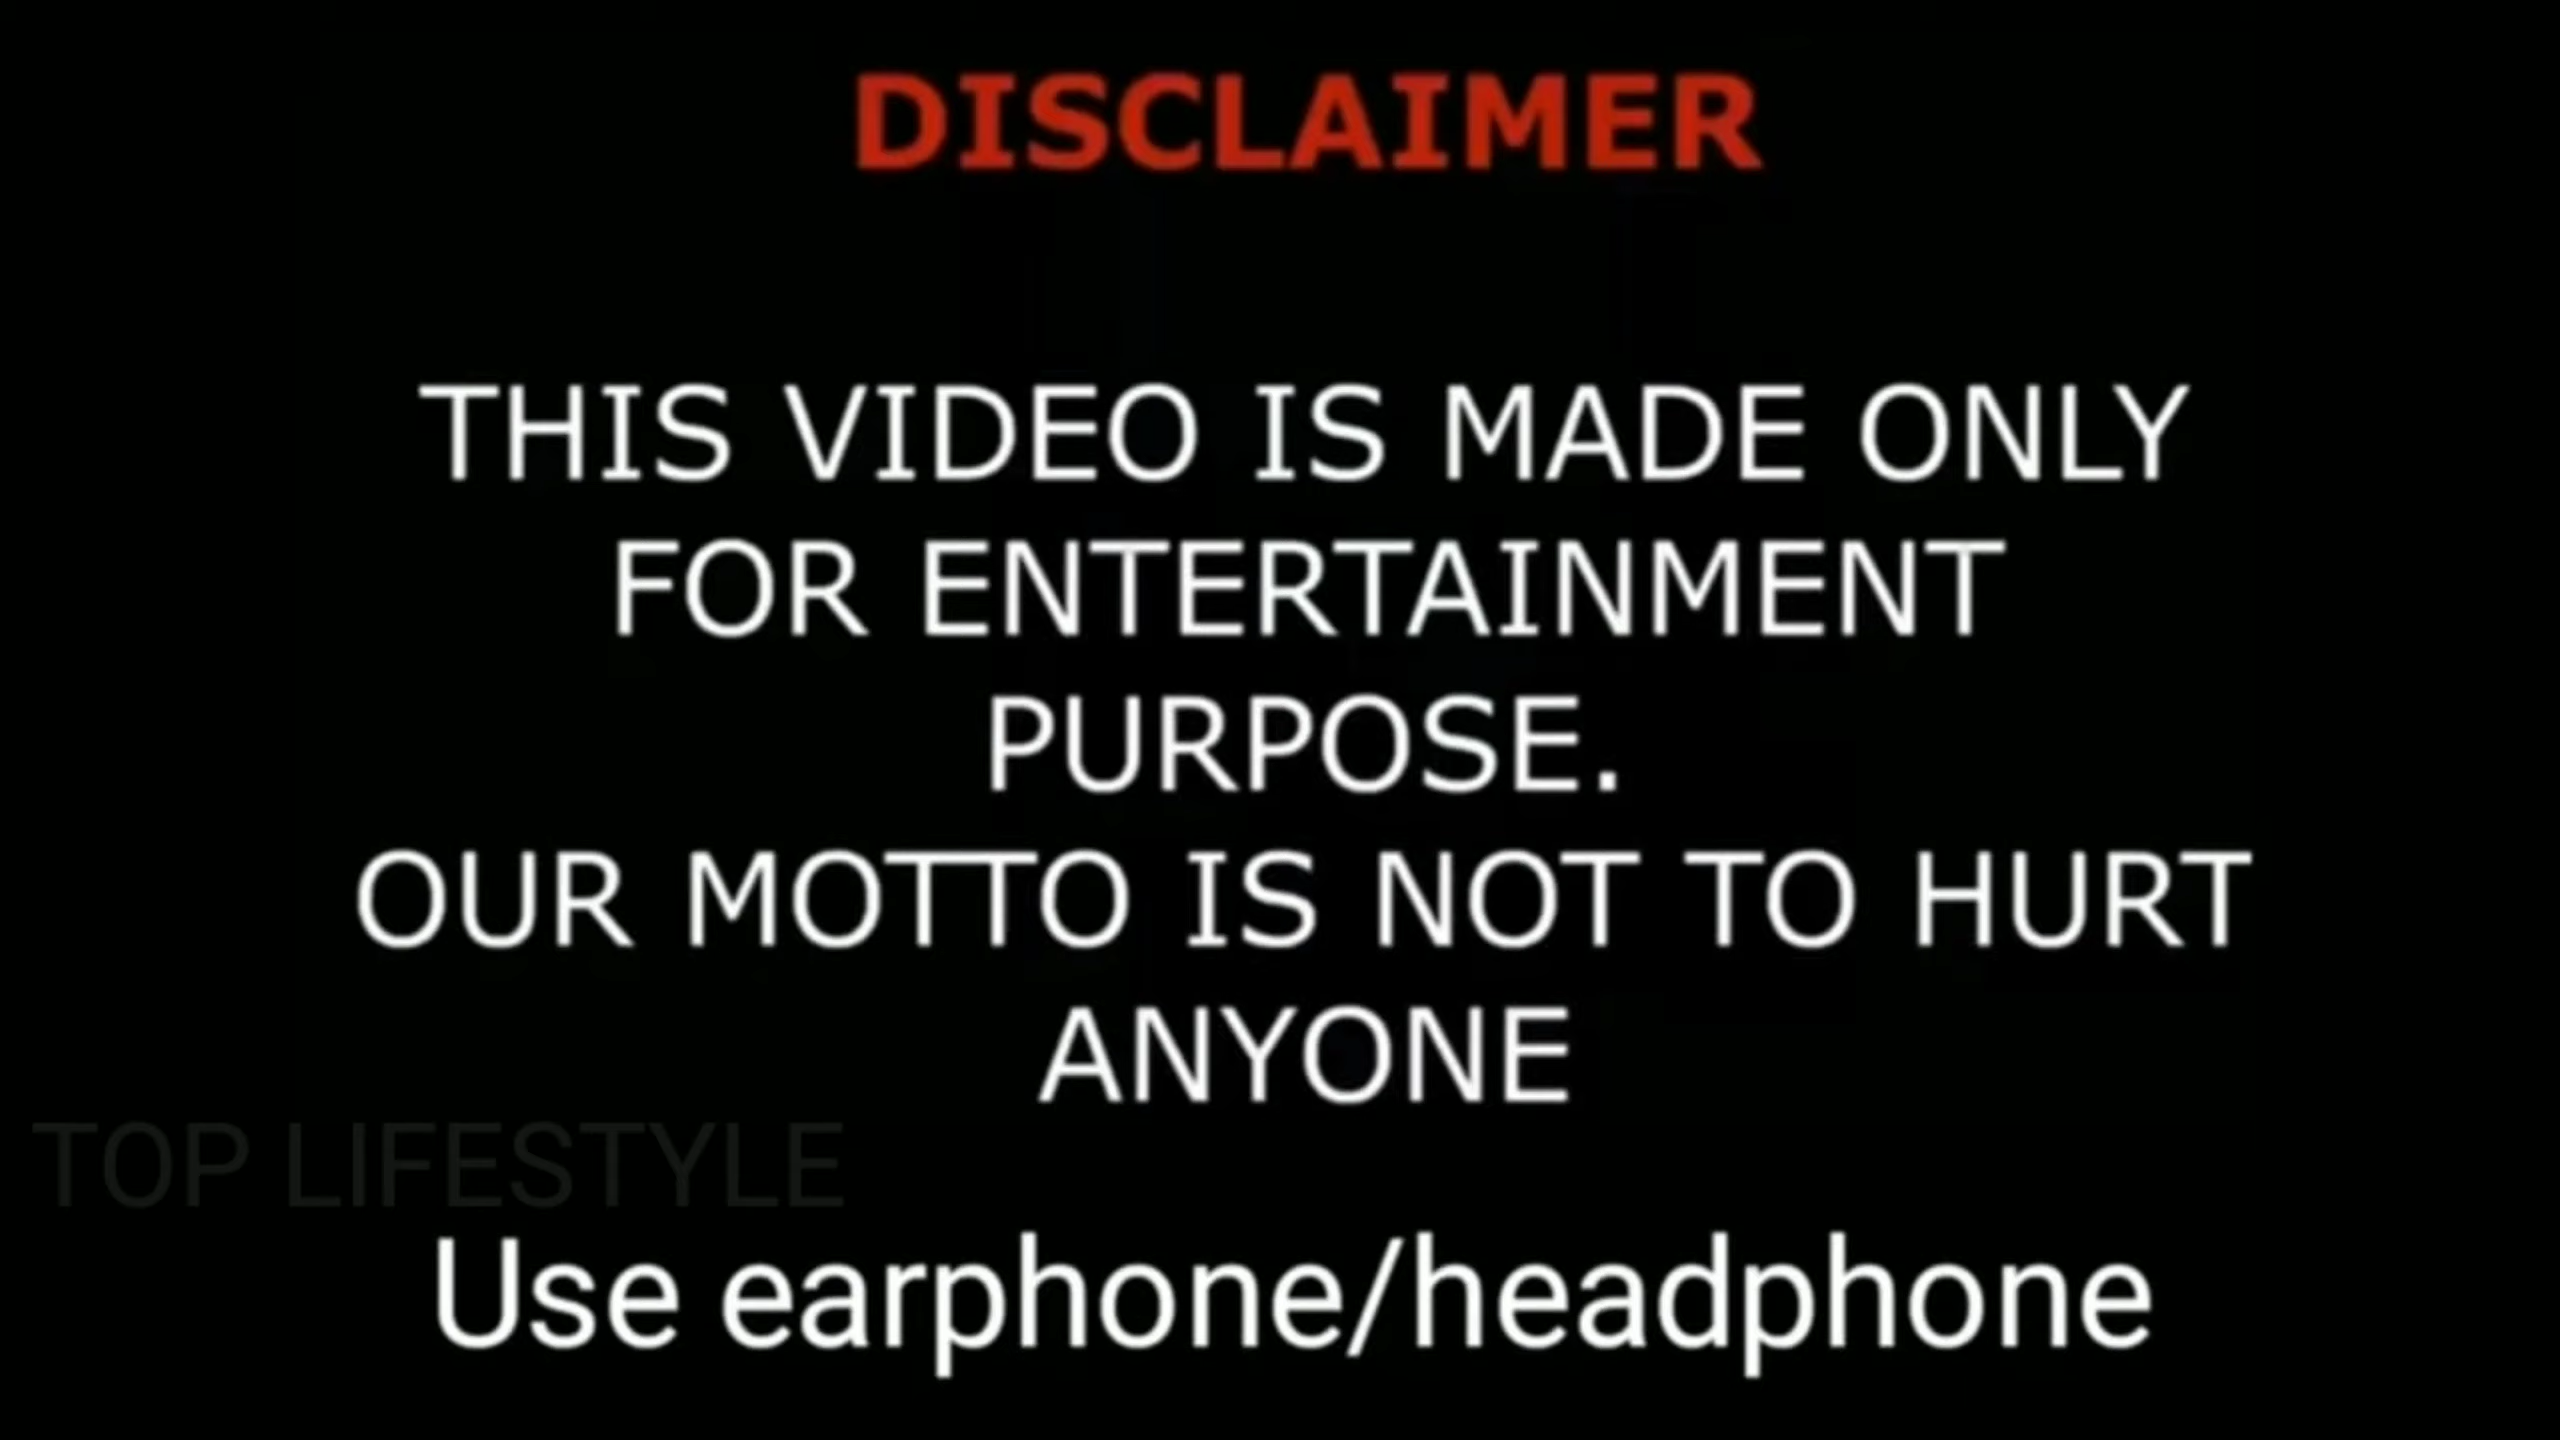 DISCLAIMER
THIS VIDEO IS MADE ONLY
FOR ENTERTAINMENT
PURPOSE.
OUR MOTTO IS NOT TO HURT
ANYONE
TOP LIFESTYLE
Use earphone/headphone